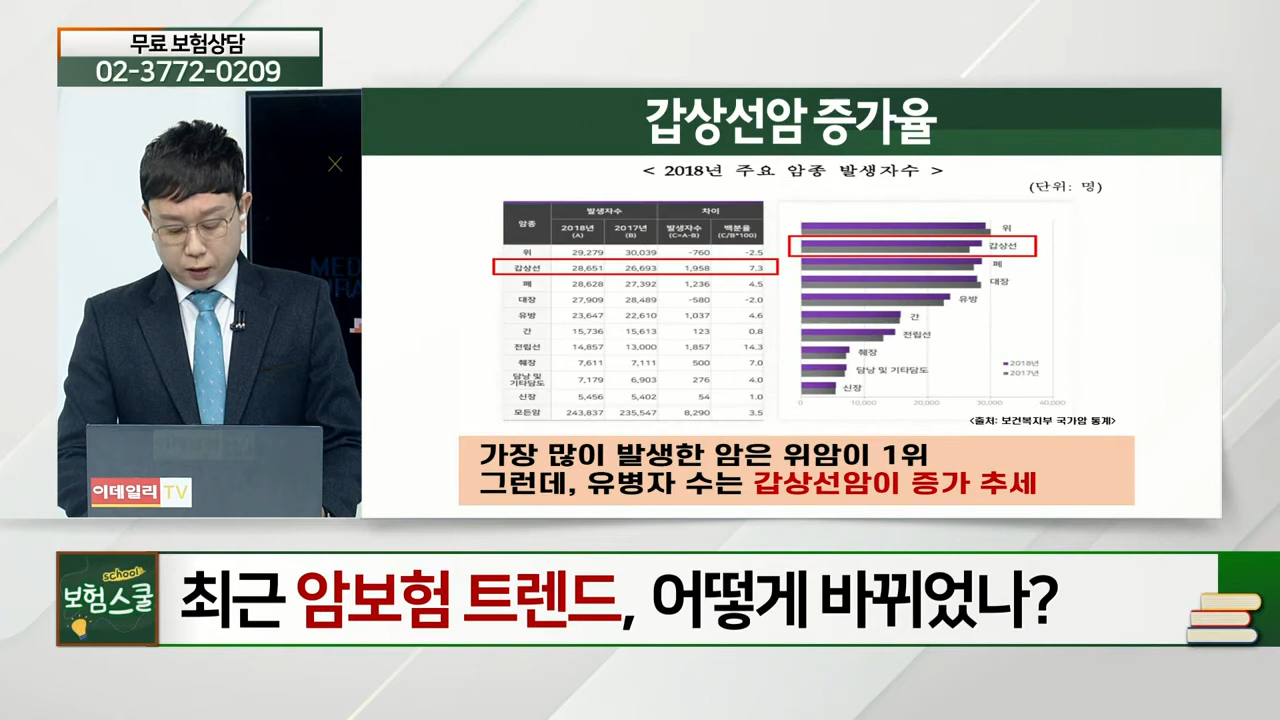 무료 보험상담
02-3772-0209
갑상선암 증가율
< 2018년 주요 암종 발생자수 >
(단위: 명)
암종 발생자수 차이
2018년 (A) 2017년 (B) 발생자수 (C=A-B) 백분율 (C/B*100)
위 29,279 30,039 -760 -2.5
갑상선 28,651 26,693 1,958 7.3
폐 28,628 27,392 1,236 4.5
대장 27,909 28,489 -580 -2.0
유방 23,647 22,610 1,037 4.6
간 15,736 15,613 123 0.8
전립선 14,857 13,000 1,857 14.3
췌장 7,611 7,111 500 7.0
담낭 및 기타담도 7,179 6,903 276 4.0
신장 5,456 5,402 54 1.0
모든암 243,837 235,547 8,290 3.5
위
갑상선
폐
대장
유방
간
전립선
췌장
담낭 및 기타담도
신장
2018년
2017년
0 10,000 20,000 30,000 40,000
<출처: 보건복지부 국가암 통계>
가장 많이 발생한 암은 위암이 1위
그런데, 유병자 수는 갑상선암이 증가 추세
이데일리 TV
school
보험스쿨
최근 암보험 트렌드, 어떻게 바뀌었나?